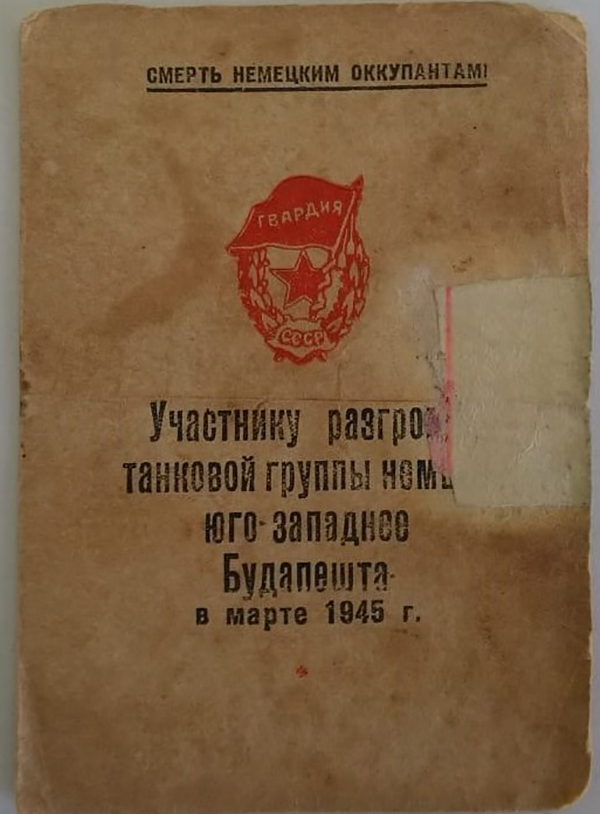 СМЕРТЬ НЕМЕЦКИМ ОККУПАНТАМ!
ГВАРДИЯ
СССР
Участнику
танковой группы
юго-западнее
Будапешта
в марте 1945 г.